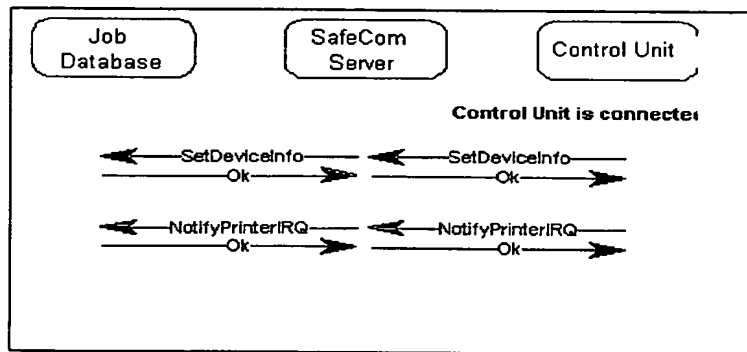 Job
Database
SafeCom
Server
Control Unit
Control Unit is connecte
SetDeviceInfo
SetDeviceInfo
Ok
Ok
NotifyPrinterIRQ
NotifyPrinterIRQ
Ok
Ok